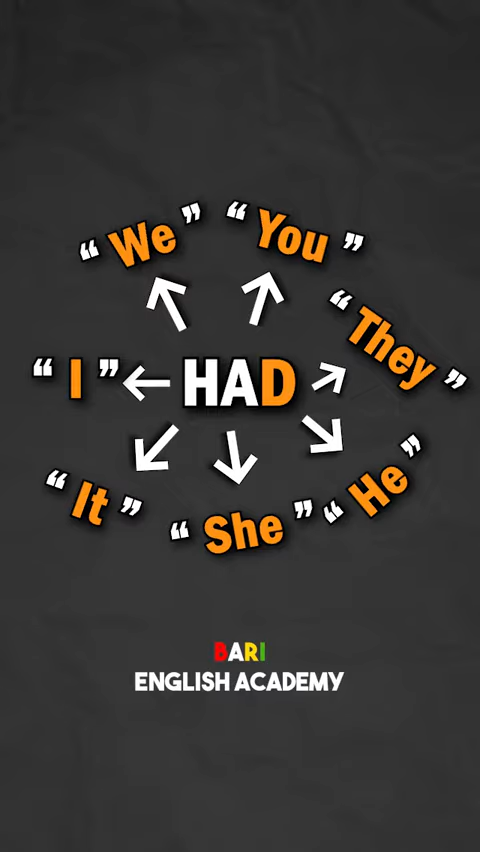 “ We ” “ You ”
“ They ”
“ I ” HAD
“ It ” “ She ” “ He ”
BARI
ENGLISH ACADEMY